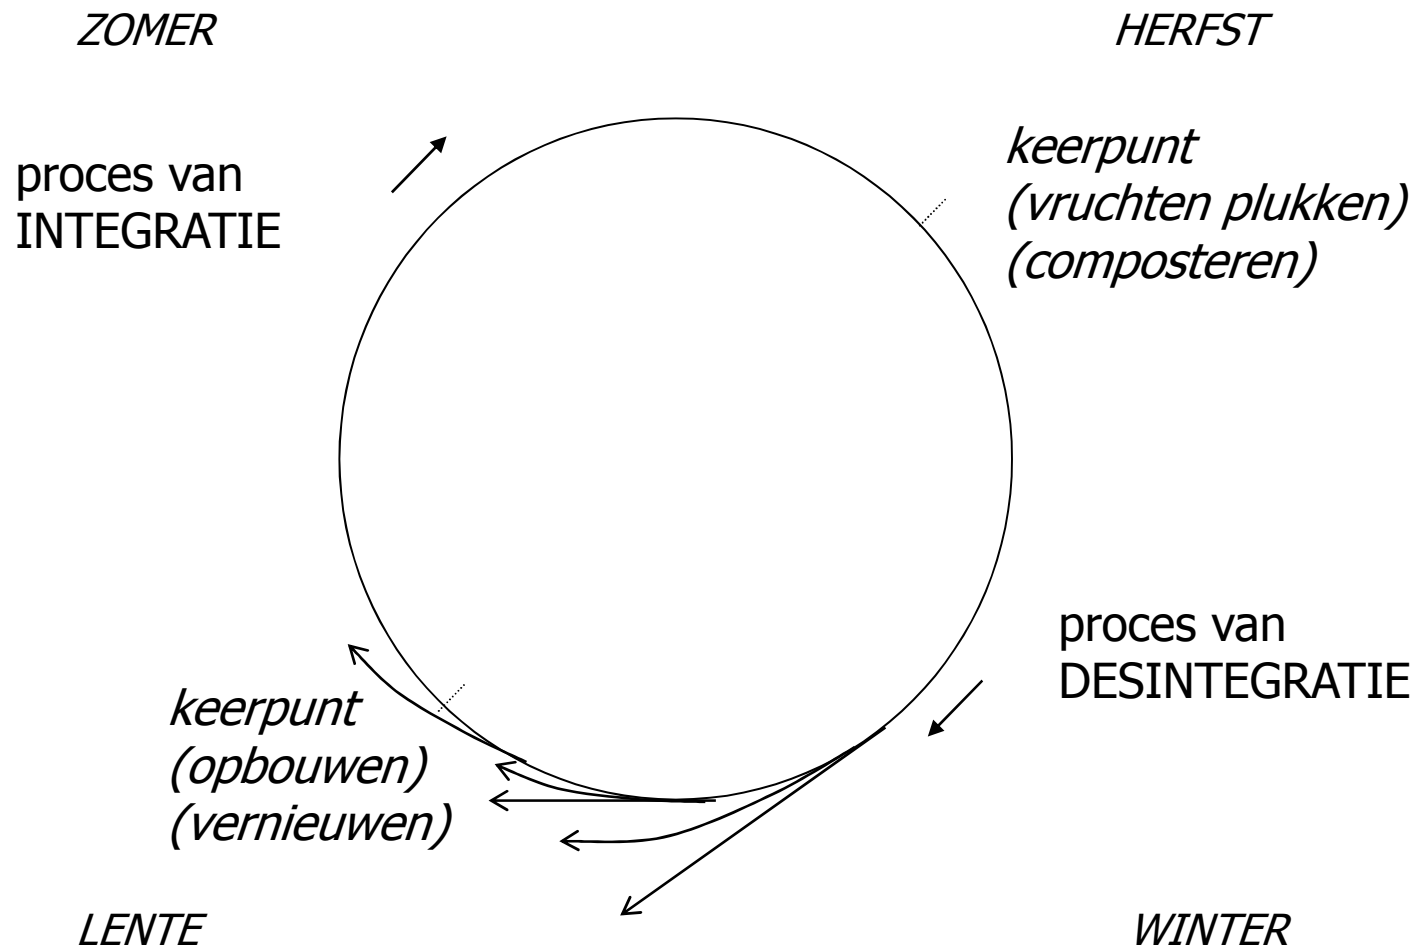 ZOMER
HERFST
proces van
INTEGRATIE
keerpunt
(vruchten plukken)
(composteren)
proces van
DESINTEGRATIE
keerpunt
(opbouwen)
(vernieuwen)
LENTE
WINTER